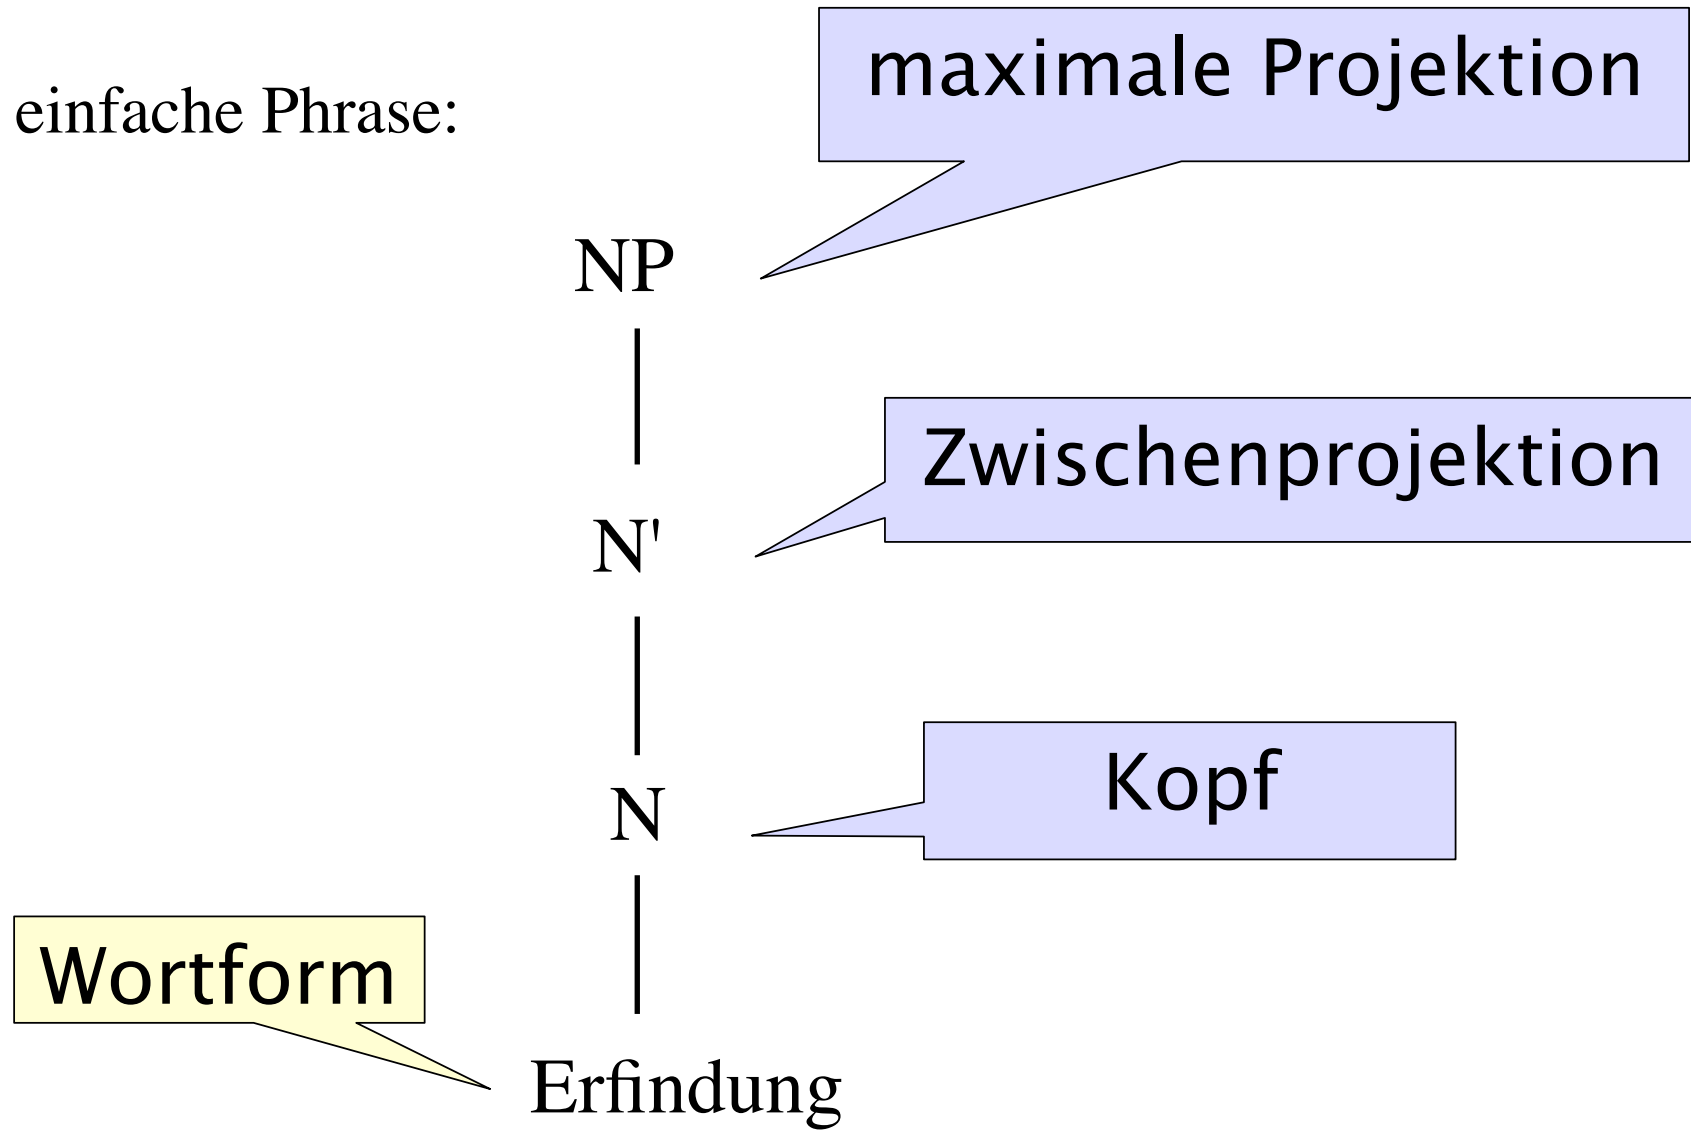 maximale Projektion
einfache Phrase:
NP
N'
Zwischenprojektion
N
Kopf
Wortform
Erfindung